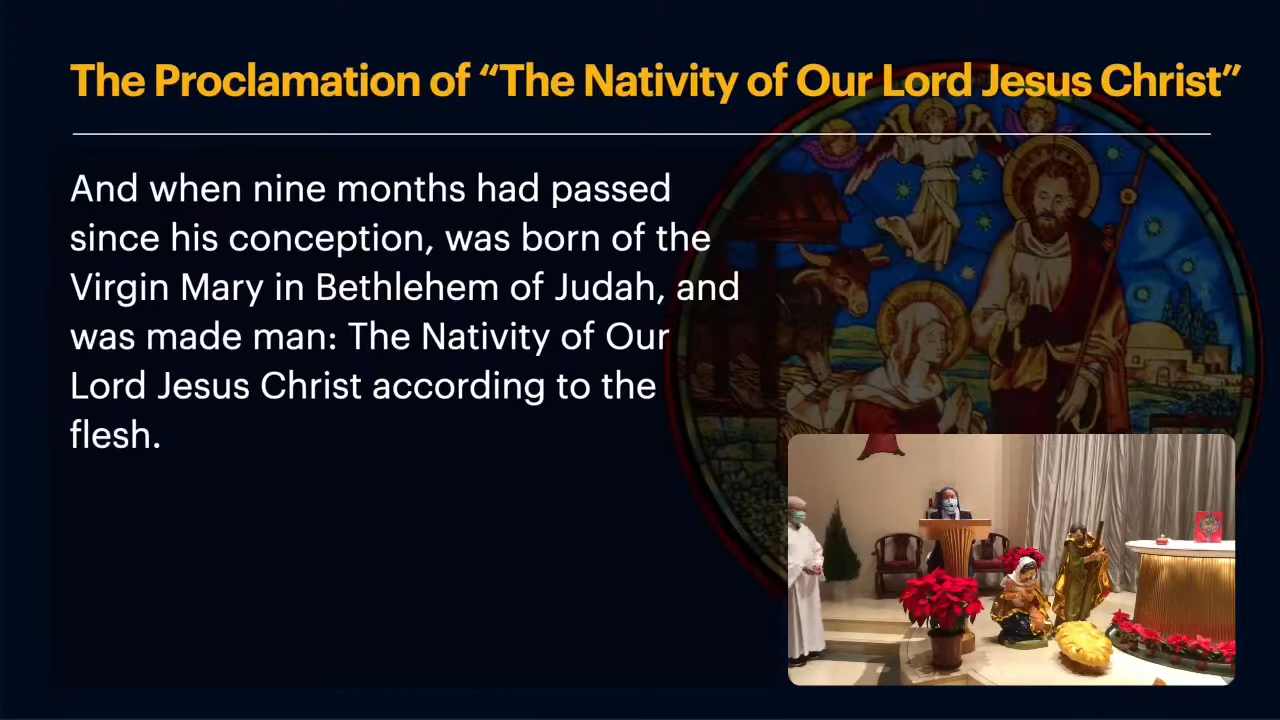 The Proclamation of “The Nativity of Our Lord Jesus Christ”
And when nine months had passed
since his conception, was born of the
Virgin Mary in Bethlehem of Judah, and
was made man: The Nativity of Our
Lord Jesus Christ according to the
flesh.